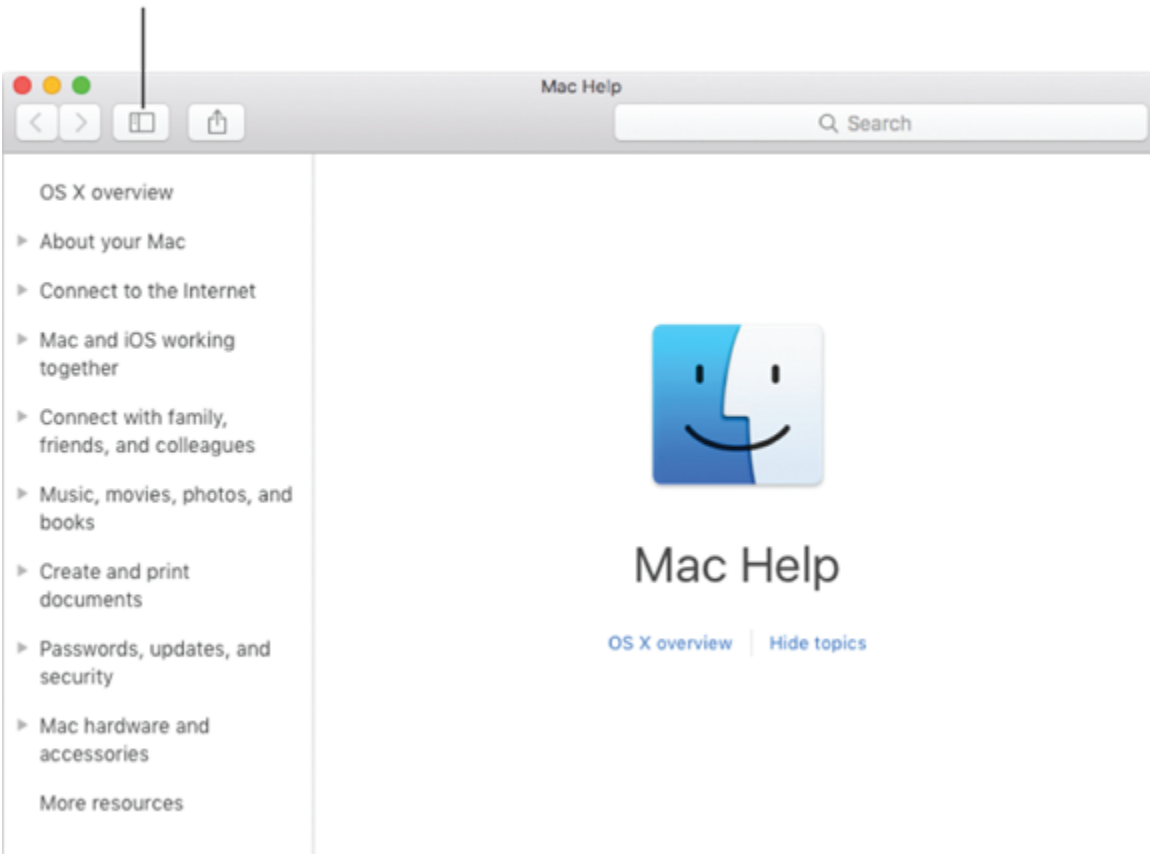 Mac Help
Search
OS X overview
About your Mac
Connect to the Internet
Mac and iOS working
together
Connect with family,
friends, and colleagues
Music, movies, photos, and
books
Create and print
documents
Passwords, updates, and
security
Mac hardware and
accessories
More resources
Mac Help
OS X overview
Hide topics